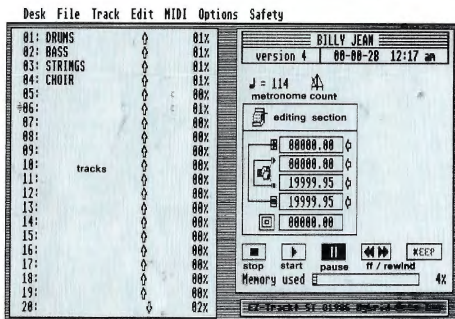 Desk File Track Edit MIDI Options Safety
01: DRUMS 01%
02: BASS 01%
03: STRINGS 01%
04: CHOIR 01%
05: 00%
06: 01%
07: 00%
08: 00%
09: 00%
10: 00%
11: 00%
12: 00%
13: 00%
14: 00%
15: 00%
16: 00%
17: 00%
18: 00%
19: 00%
20: 02%
tracks
BILLY JEAN
version 4 00-00-28 12:17 am
= 114
metronome count
editing section
00000.00
00000.00
19999.95
19999.95
00000.00
KEEP
stop start pause ff / rewind
Memory used 4%
EZ-Track ST